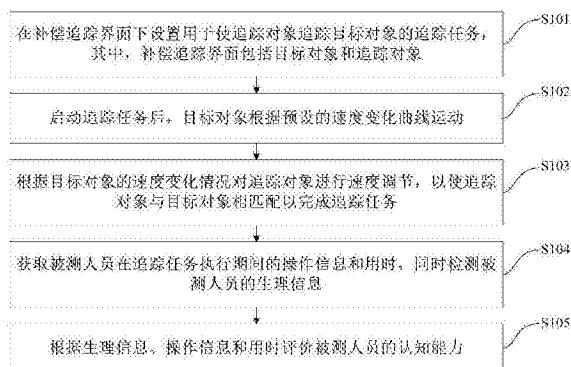 S101
在补偿追踪界面下设置用于使追踪对象追踪目标对象的追踪任务，
其中，补偿追踪界面包括目标对象和追踪对象
S102
启动追踪任务后，目标对象根据预设的速度变化曲线运动
S103
根据目标对象的速度变化情况对追踪对象进行速度调节，以使追踪
对象与目标对象相匹配以完成追踪任务
S104
获取被测人员在追踪任务执行期间的操作信息和用时，同时检测被
测人员的生理信息
S105
根据生理信息、操作信息和用时评价被测人员的认知能力